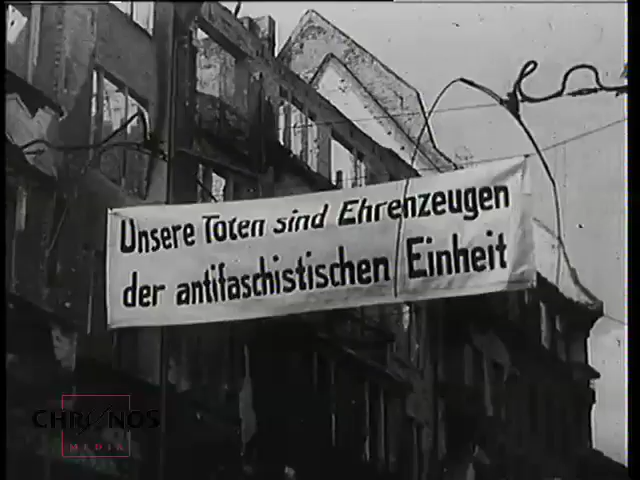 Unsere Toten sind Ehrenzeugen
der antifaschistischen Einheit
CHRONOS
MEDIA